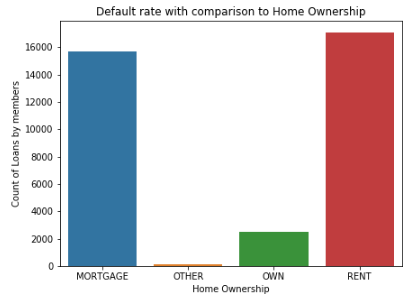 Default rate with comparison to Home Ownership
16000
14000
12000
10000
8000
6000
4000
2000
0
Count of Loans by members
MORTGAGE OTHER OWN RENT
Home Ownership